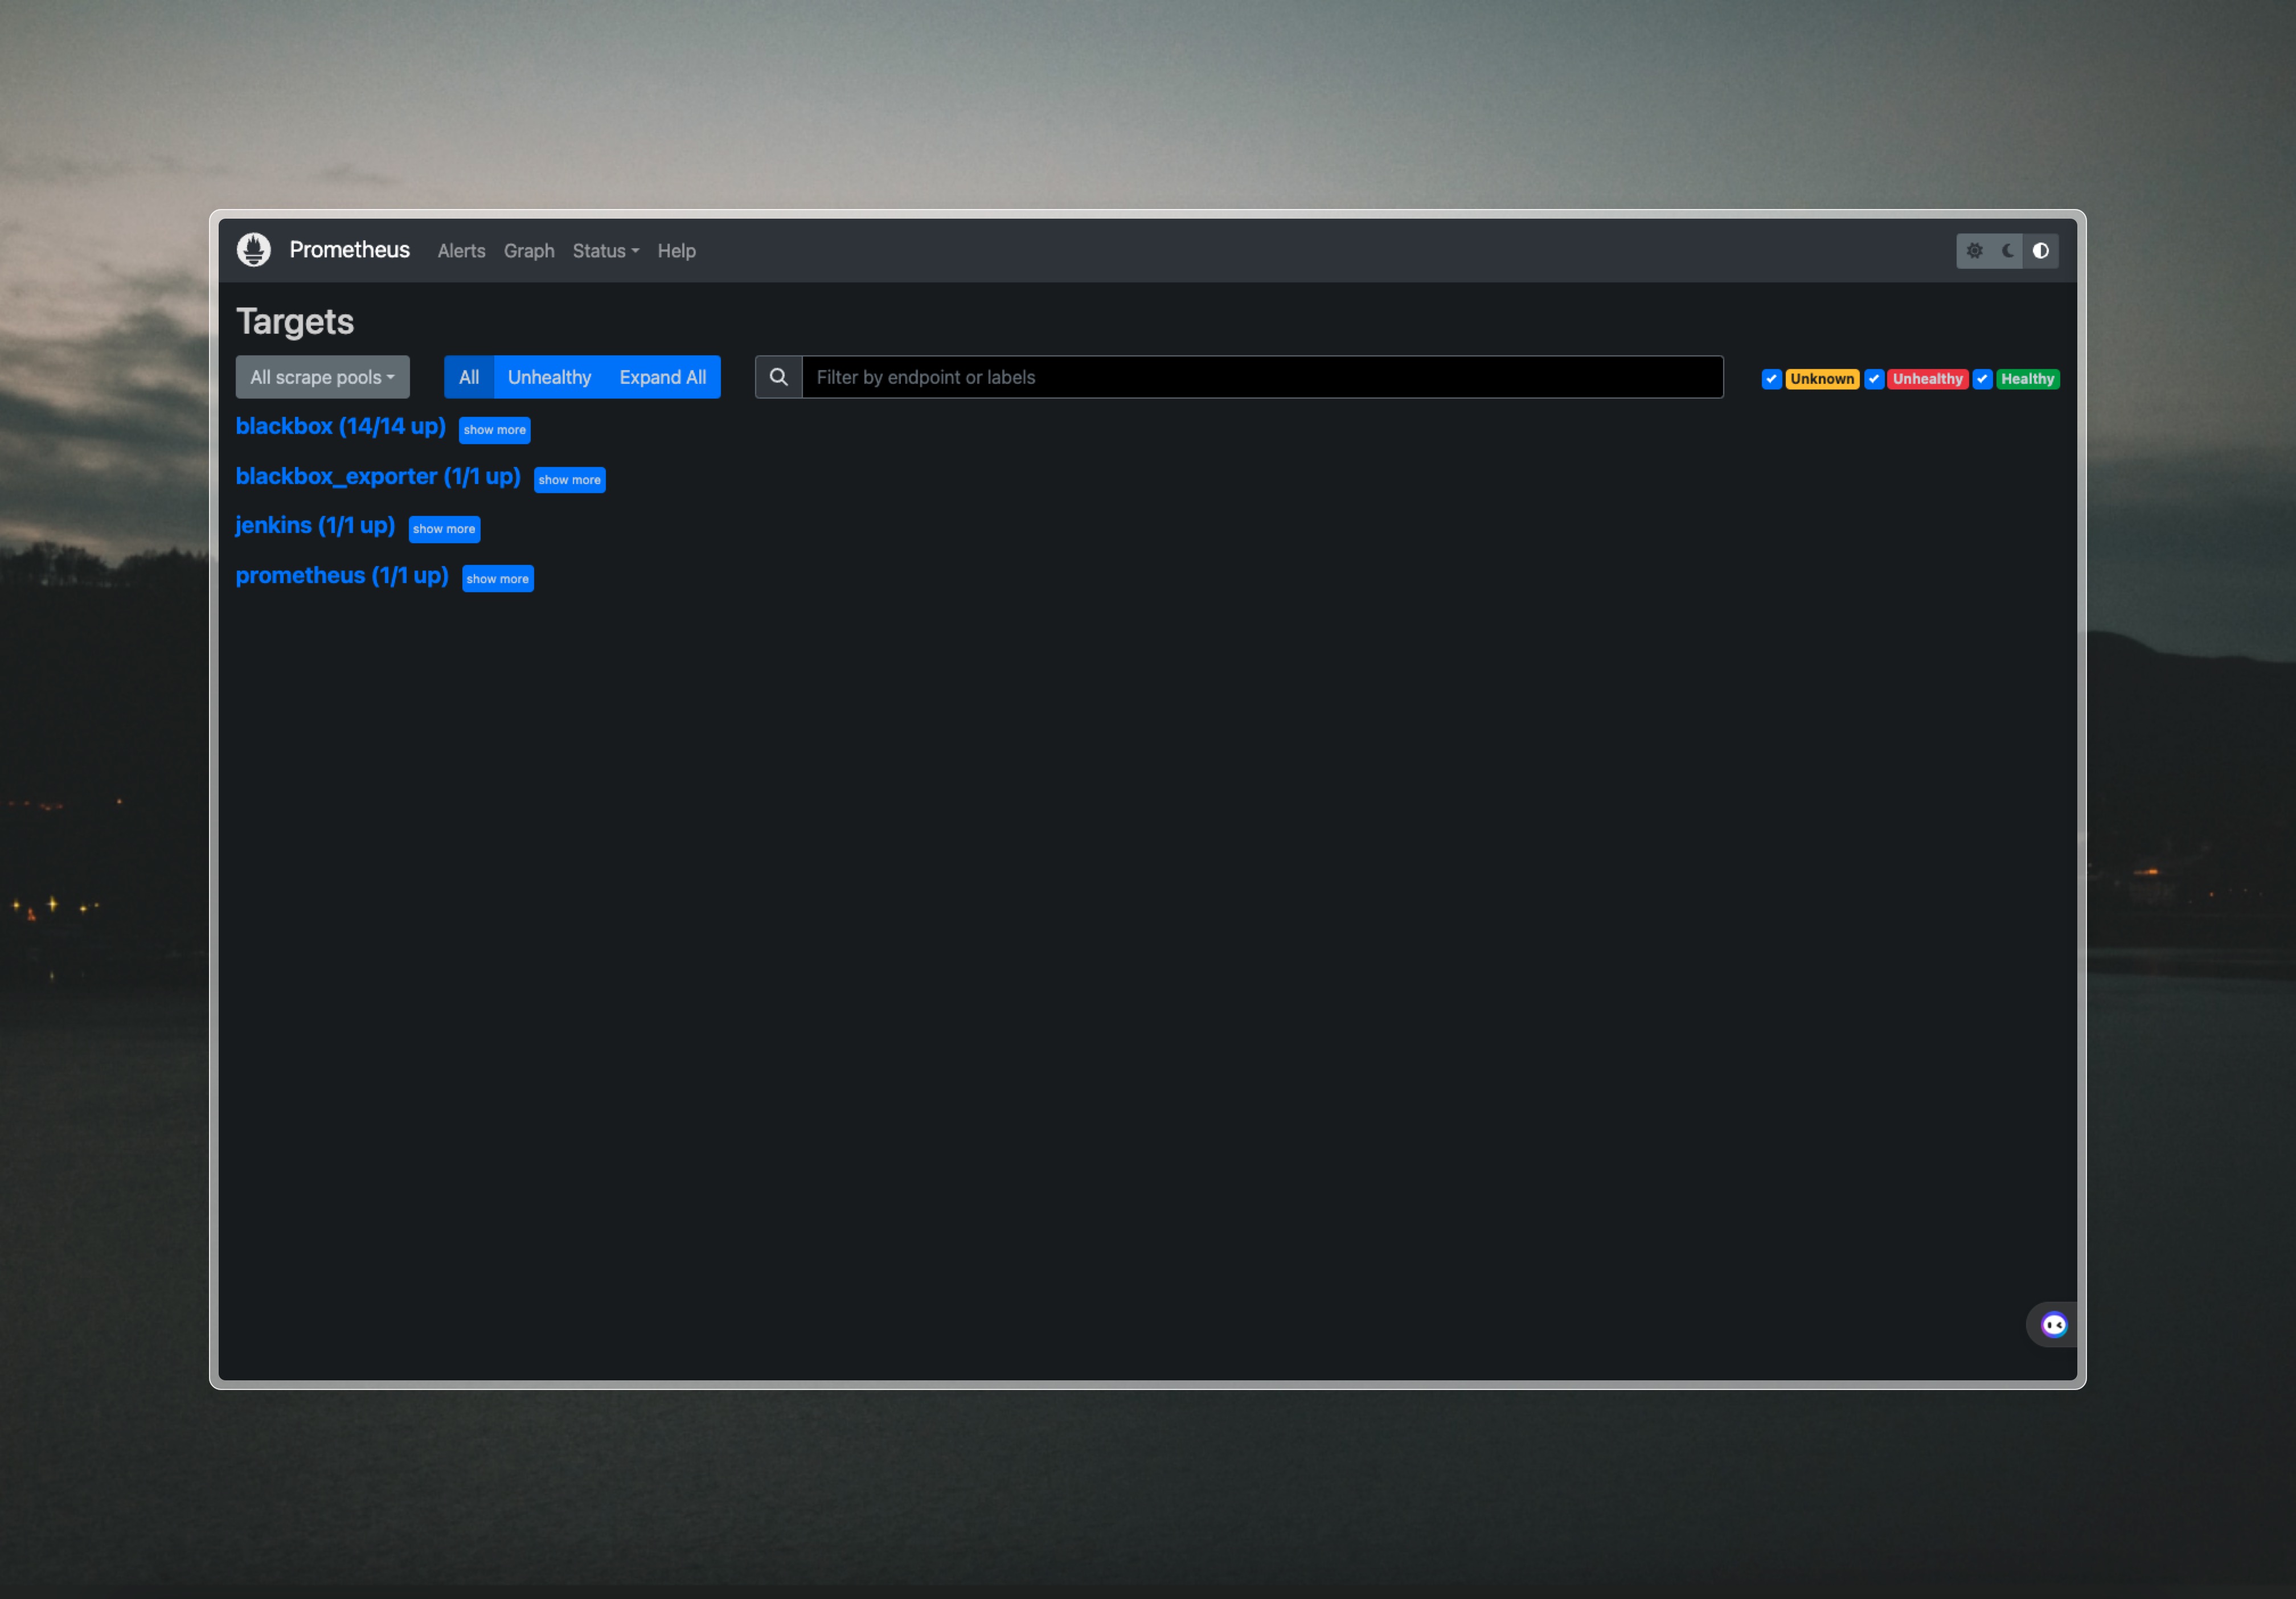 Prometheus Alerts Graph Status Help
Targets
All scrape pools All Unhealthy Expand All Filter by endpoint or labels Unknown Unhealthy Healthy
blackbox (14/14 up) show more
blackbox_exporter (1/1 up) show more
jenkins (1/1 up) show more
prometheus (1/1 up) show more